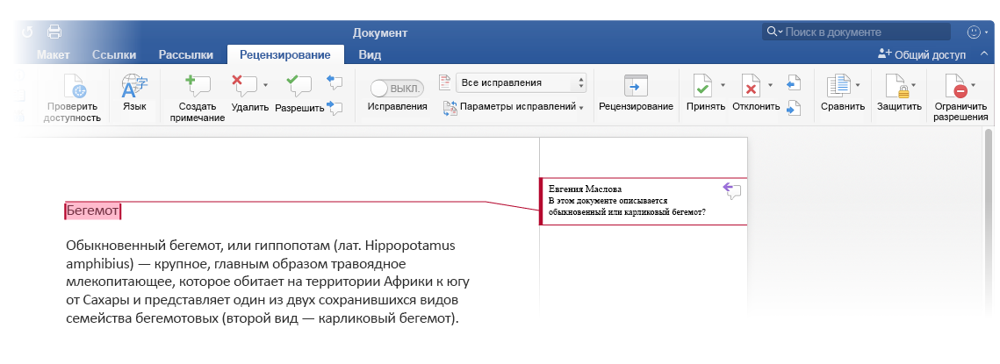 Документ
Поиск в документе
Макет Ссылки Рассылки Рецензирование Вид
Общий доступ
Проверить доступность
Язык
Создать примечание
Удалить
Разрешить
ВЫКЛ.
Исправления
Все исправления
Параметры исправлений
Рецензирование
Принять
Отклонить
Сравнить
Защитить
Ограничить разрешения
Евгения Маслова
В этом документе описывается
обыкновенный или карликовый бегемот?
Бегемот
Обыкновенный бегемот, или гиппопотам (лат. Hippopotamus
amphibius) — крупное, главным образом травоядное
млекопитающее, которое обитает на территории Африки к югу
от Сахары и представляет один из двух сохранившихся видов
семейства бегемотовых (второй вид — карликовый бегемот).